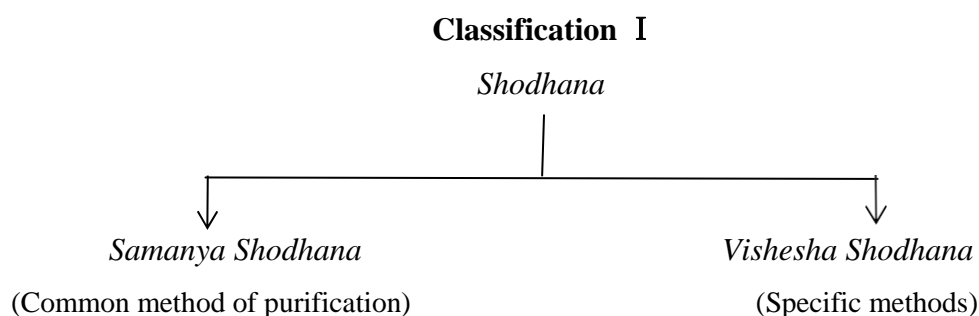 Classification I
Shodhana
Samanya Shodhana
Vishesha Shodhana
(Common method of purification)
(Specific methods)